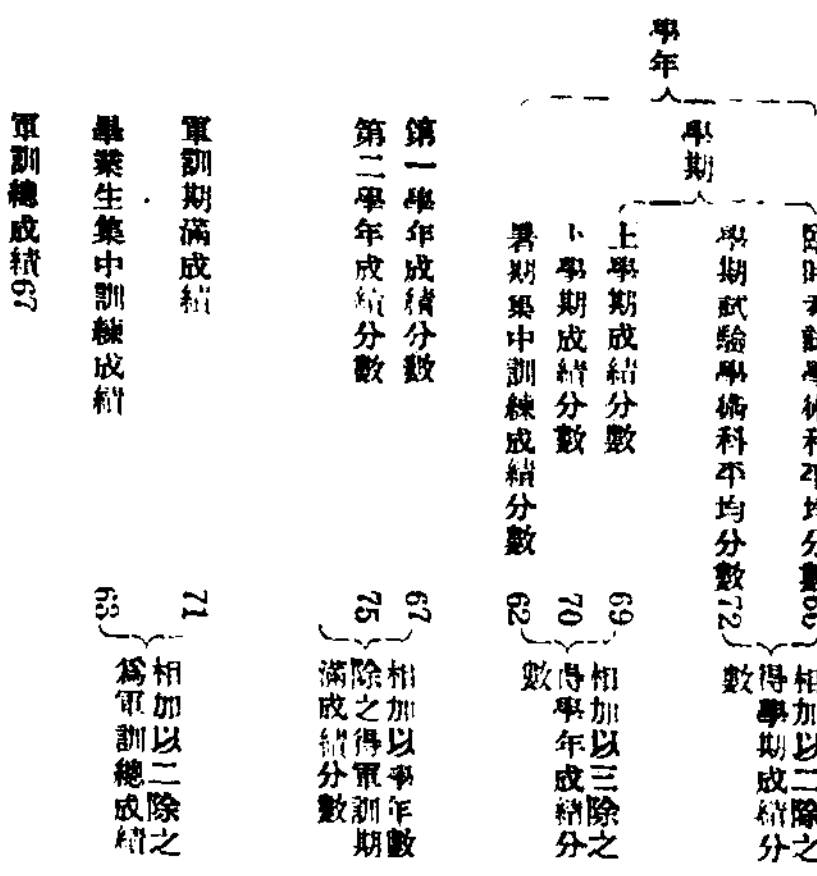 學年
學期
臨時考試學術科平均分數66
學期試驗學術科平均分數72
相加以二除之
得學期成績分
數
上學期成績分數 69
下學期成績分數 70
暑期集中訓練成績分數 62
相加以三除之
得學年成績分
數
第一學年成績分數 67
第二學年成績分數 75
相加以學年數
除之得軍訓期
滿成績分數
軍訓期滿成績 71
畢業生集中訓練成績 63
相加以二除之
爲軍訓總成績
軍訓總成績67